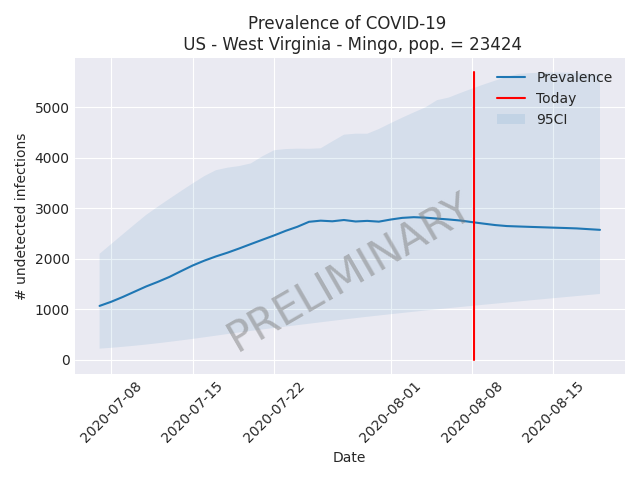 Prevalence of COVID-19
US - West Virginia - Mingo, pop. = 23424
Prevalence
Today
95CI
# undetected infections
5000
4000
3000
2000
1000
0
PRELIMINARY
2020-07-08
2020-07-15
2020-07-22
2020-08-01
2020-08-08
2020-08-15
Date